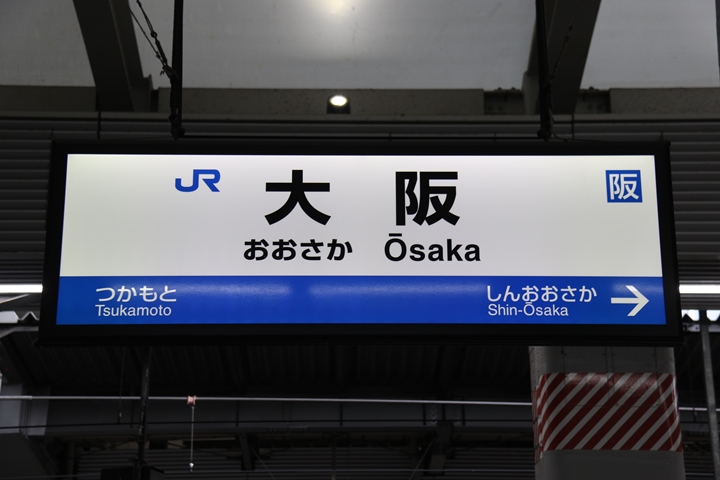 JR 大阪 阪
おおさか Ōsaka
つかもと しんおおさか →
Tsukamoto Shin-Ōsaka